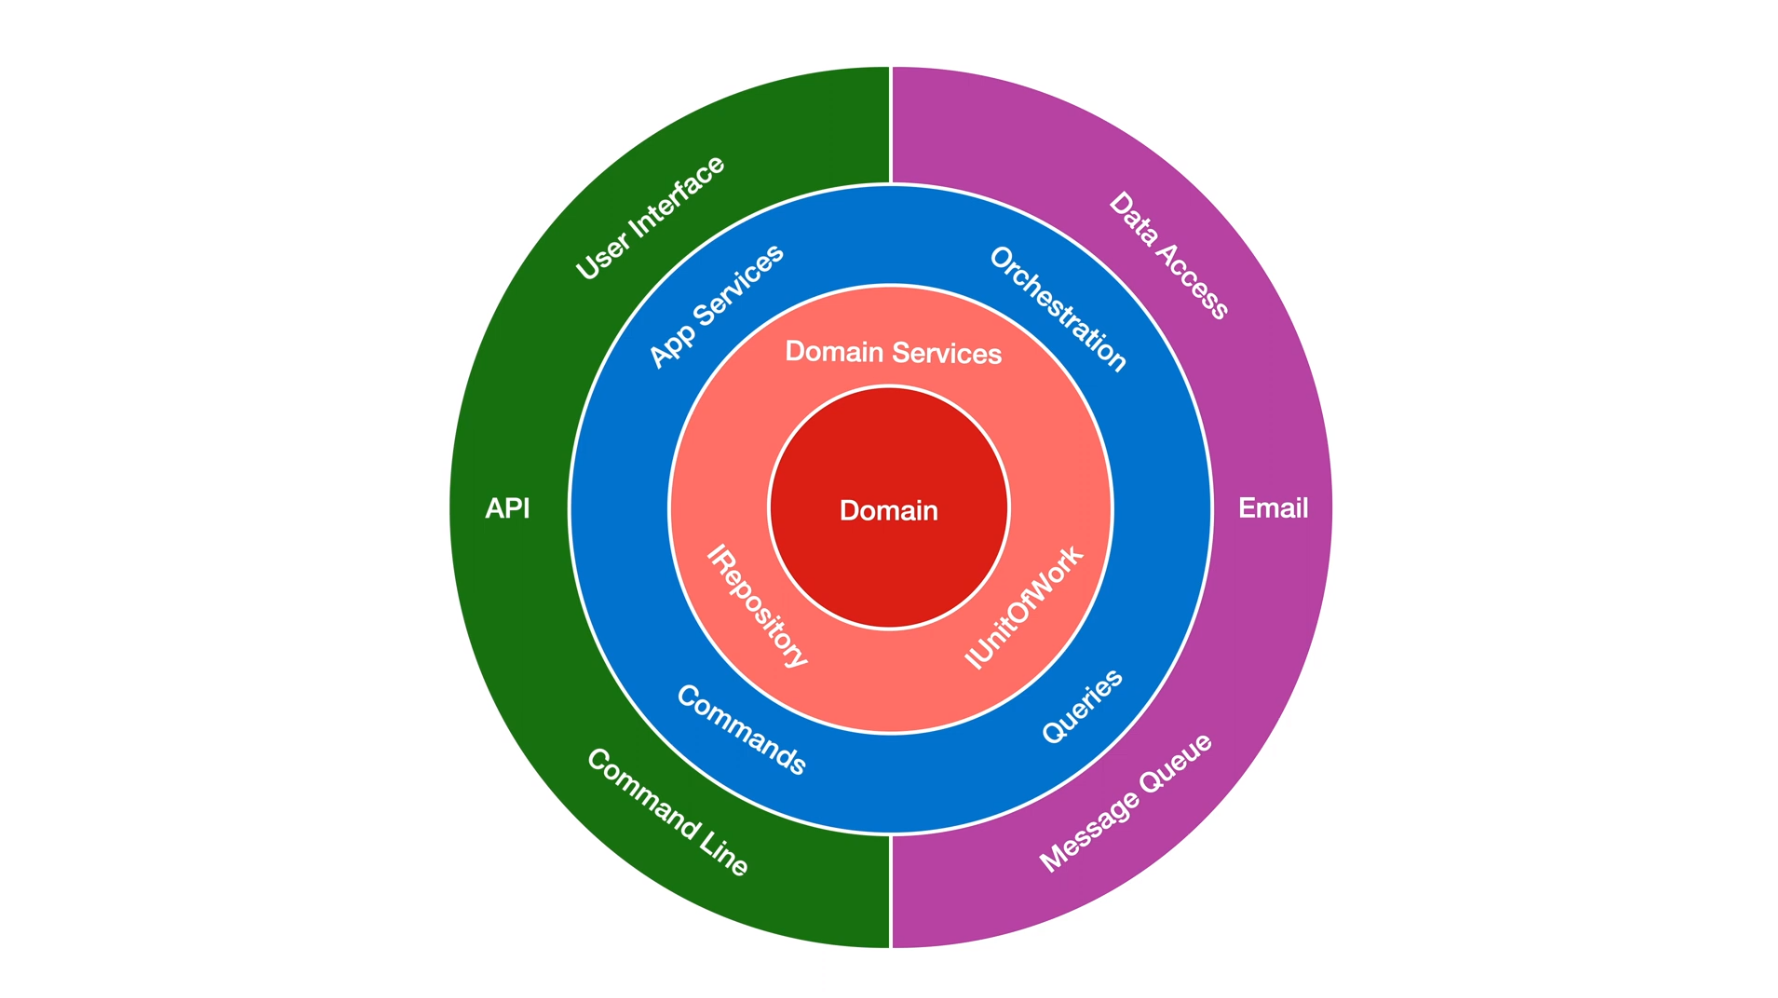 User Interface
Data Access
App Services
Orchestration
Domain Services
API
Domain
Email
IRepository
IUnitOfWork
Commands
Queries
Command Line
Message Queue